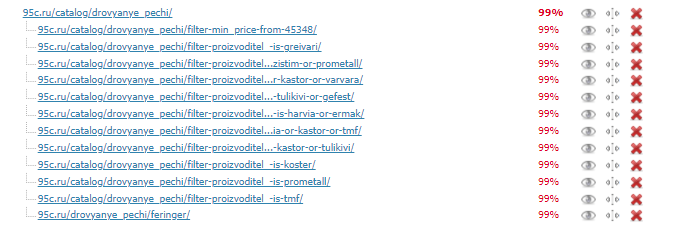 95c.ru/catalog/drovyanye_pechi/ 99%
95c.ru/catalog/drovyanye_pechi/filter-min_price-from-45348/ 99%
95c.ru/catalog/drovyanye_pechi/filter-proizvoditel_-is-greivari/ 99%
95c.ru/catalog/drovyanye_pechi/filter-proizvoditel...zistim-or-prometall/ 99%
95c.ru/catalog/drovyanye_pechi/filter-proizvoditel...r-kastor-or-varvara/ 99%
95c.ru/catalog/drovyanye_pechi/filter-proizvoditel...-tulikivi-or-gefest/ 99%
95c.ru/catalog/drovyanye_pechi/filter-proizvoditel...-is-harvia-or-ermak/ 99%
95c.ru/catalog/drovyanye_pechi/filter-proizvoditel...ia-or-kastor-or-tmf/ 99%
95c.ru/catalog/drovyanye_pechi/filter-proizvoditel...-kastor-or-tulikivi/ 99%
95c.ru/catalog/drovyanye_pechi/filter-proizvoditel_-is-koster/ 99%
95c.ru/catalog/drovyanye_pechi/filter-proizvoditel_-is-prometall/ 99%
95c.ru/catalog/drovyanye_pechi/filter-proizvoditel_-is-tmf/ 99%
95c.ru/drovyanye_pechi/feringer/ 99%